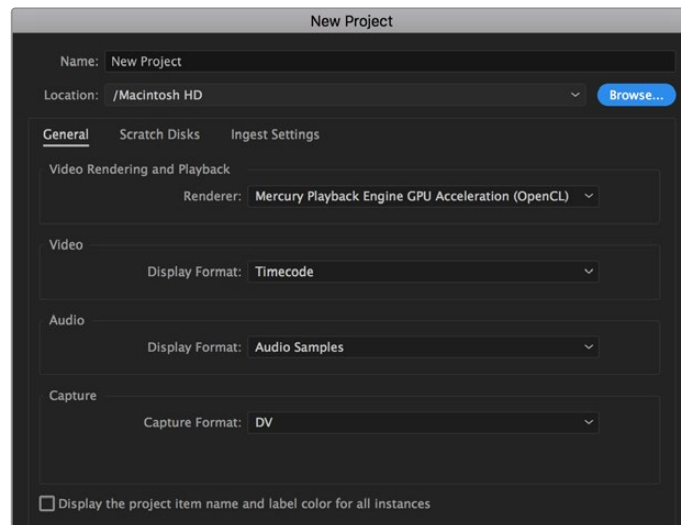 New Project
Name: New Project
Location: /Macintosh HD Browse...
General Scratch Disks Ingest Settings
Video Rendering and Playback
Renderer: Mercury Playback Engine GPU Acceleration (OpenCL)
Video
Display Format: Timecode
Audio
Display Format: Audio Samples
Capture
Capture Format: DV
Display the project item name and label color for all instances